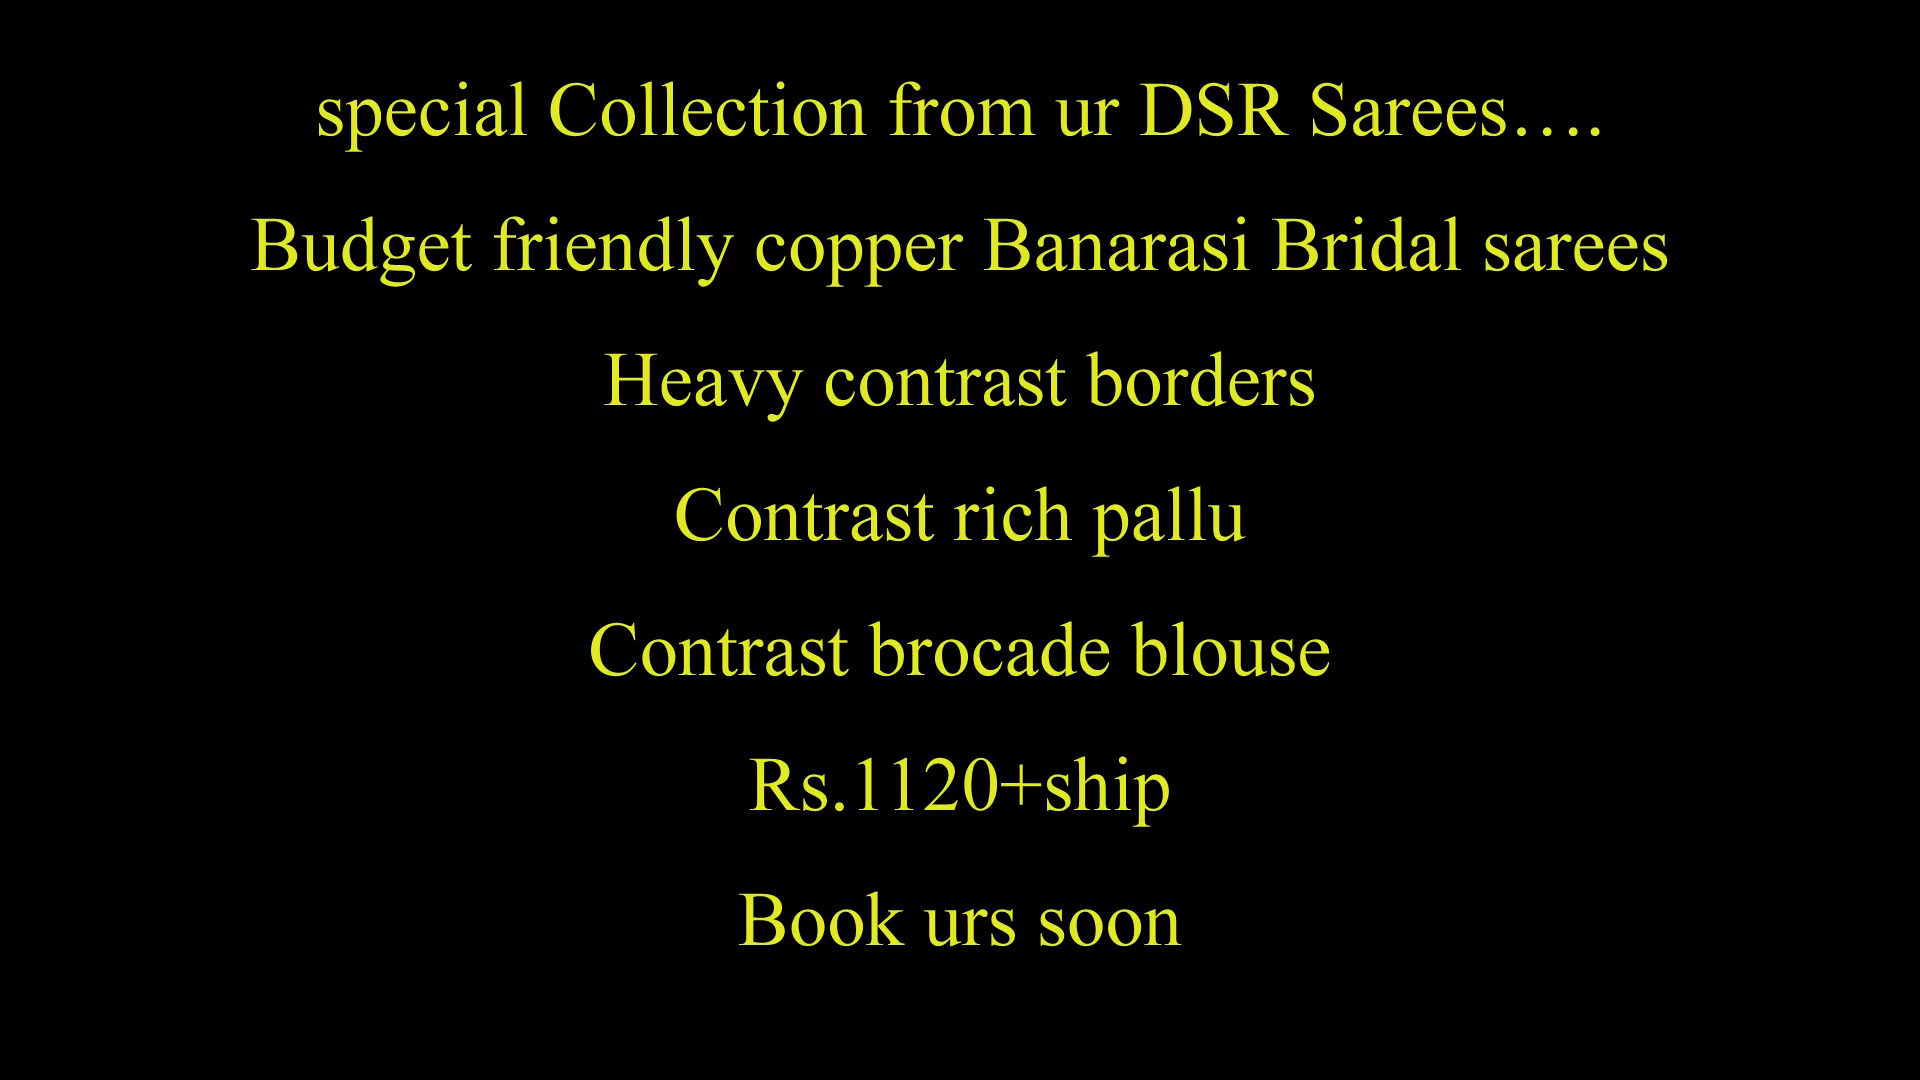 special Collection from ur DSR Sarees….
Budget friendly copper Banarasi Bridal sarees
Heavy contrast borders
Contrast rich pallu
Contrast brocade blouse
Rs.1120+ship
Book urs soon